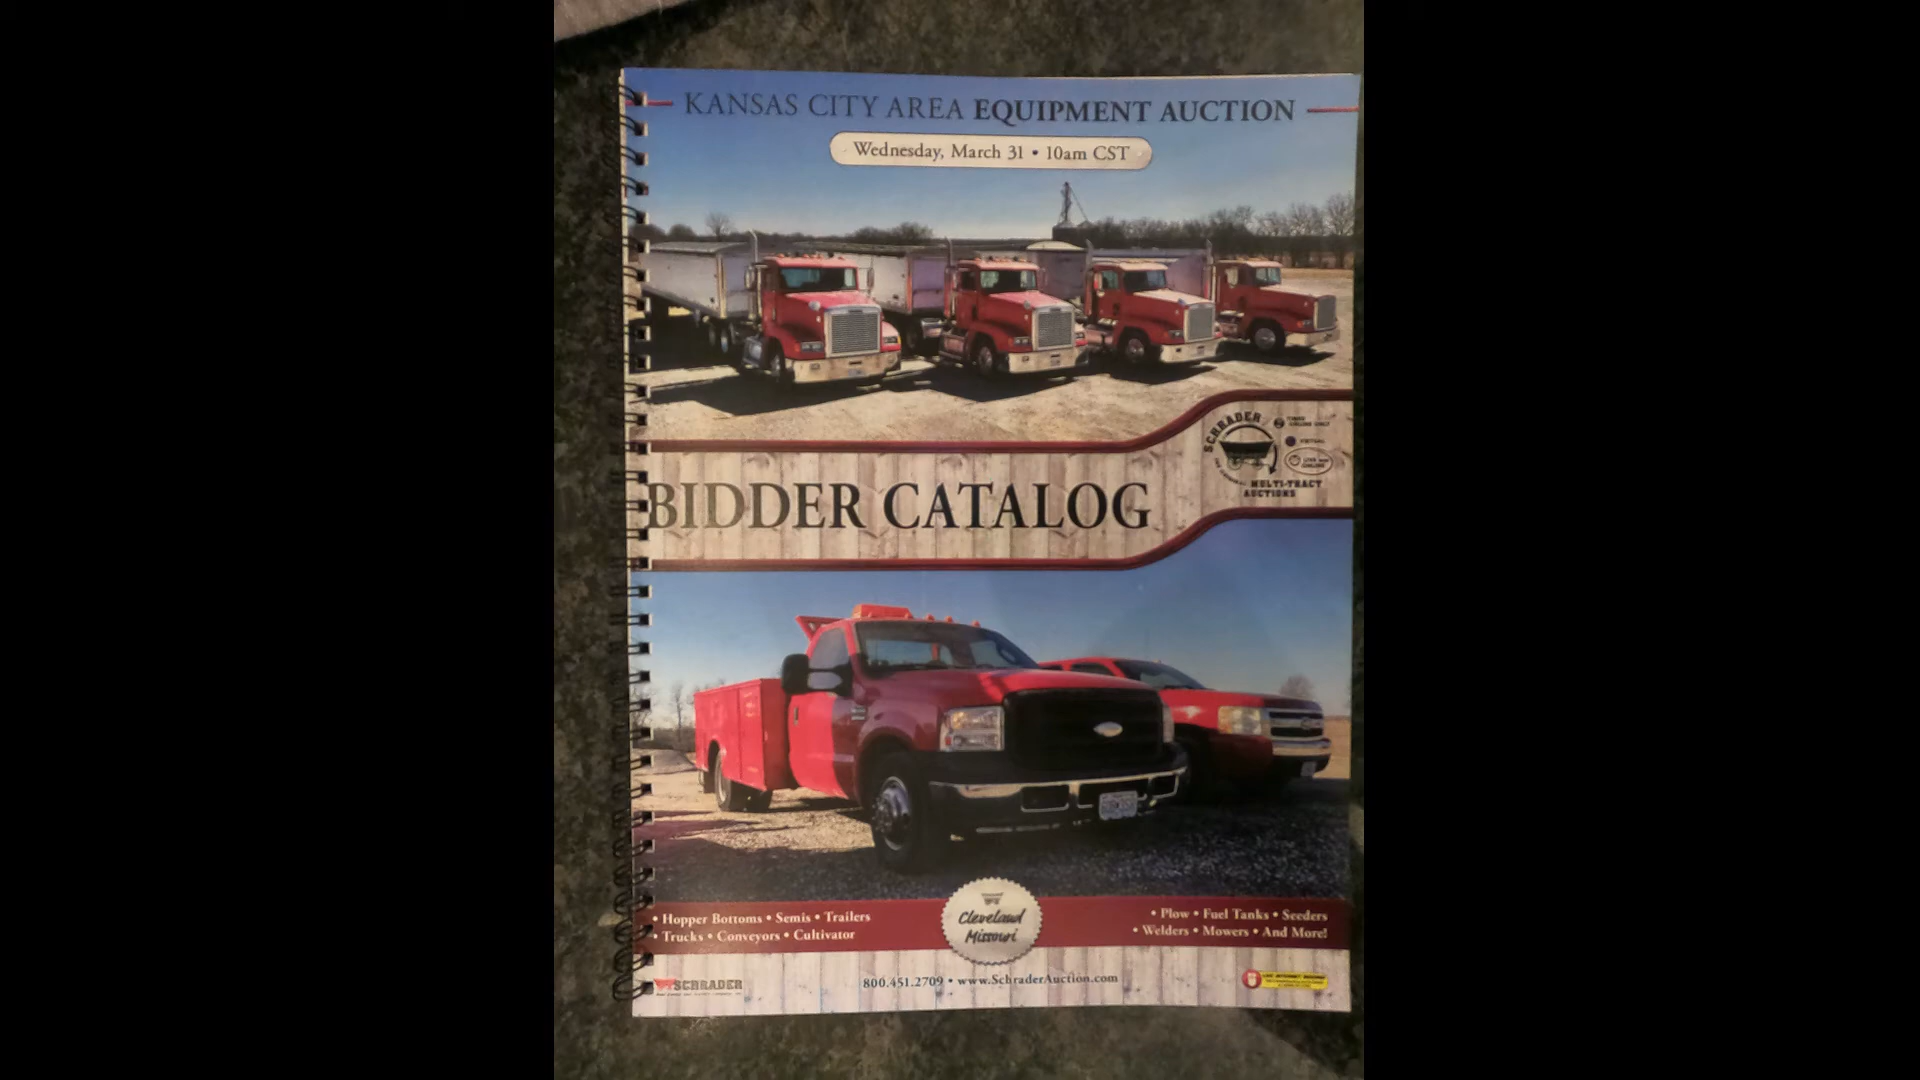 KANSAS CITY AREA EQUIPMENT AUCTION
Wednesday, March 31 • 10am CST
SCHRADER
MULTI-TRACT
AUCTIONS
VIRTUAL
BIDDER CATALOG
• Hopper Bottoms • Semis • Trailers
• Trucks • Conveyors • Cultivator
Cleveland
Missouri
• Plow • Fuel Tanks • Seeders
• Welders • Mowers • And More!
SCHRADER
800.451.2709 • www.SchraderAuction.com